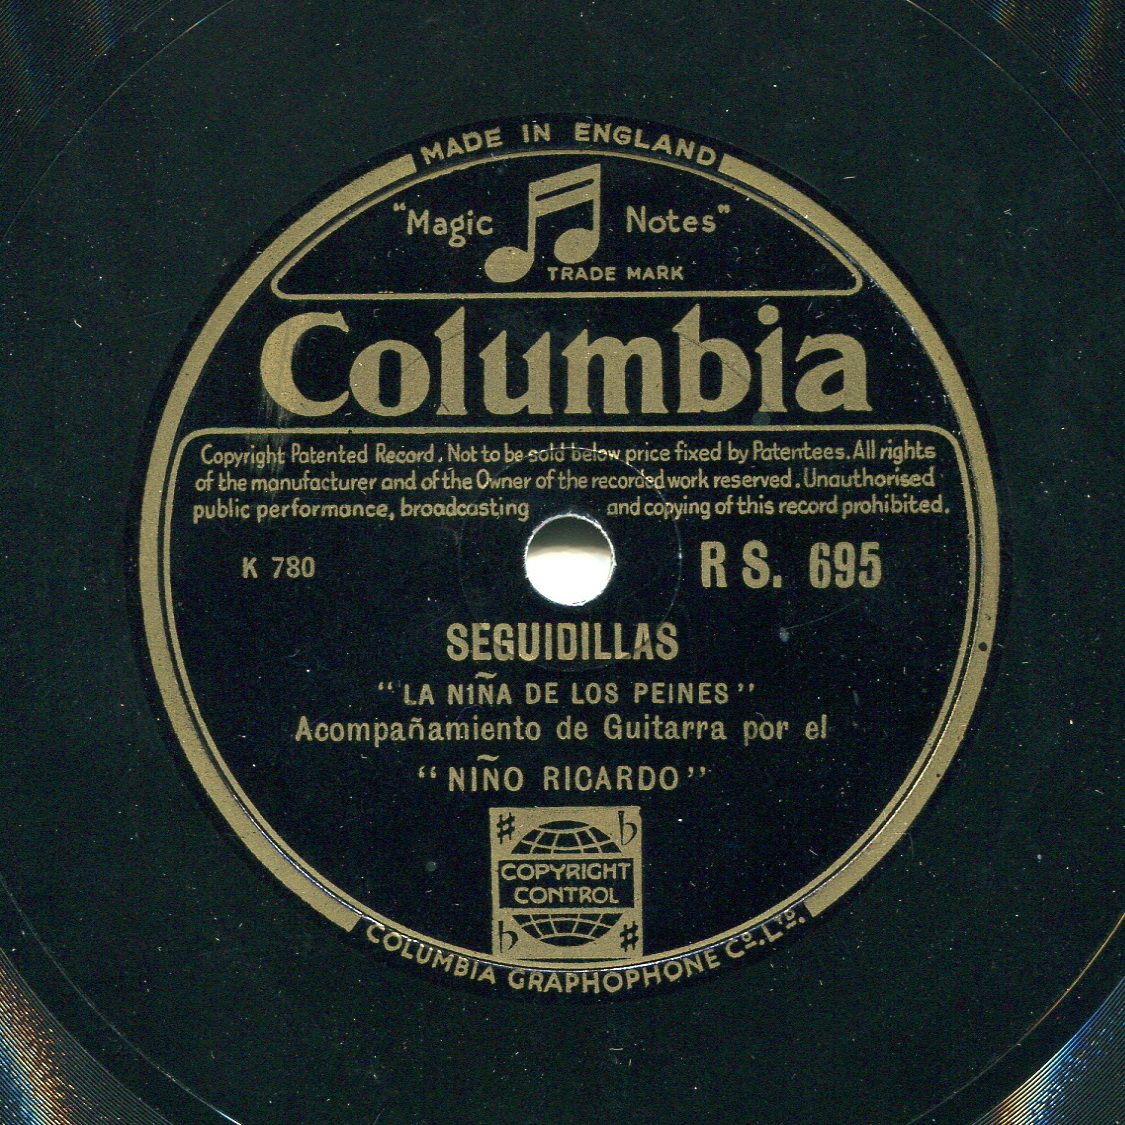 MADE IN ENGLAND
“Magic Notes”
TRADE MARK
Columbia
Copyright Patented Record. Not to be sold below price fixed by Patentees. All rights
of the manufacturer and of the Owner of the recorded work reserved. Unauthorised
public performance, broadcasting and copying of this record prohibited.
K 780
RS. 695
SEGUIDILLAS
“LA NIÑA DE LOS PEINES”
Acompañamiento de Guitarra por el
“NIÑO RICARDO”
COPYRIGHT
CONTROL
COLUMBIA GRAPHOPHONE Co. LTD.